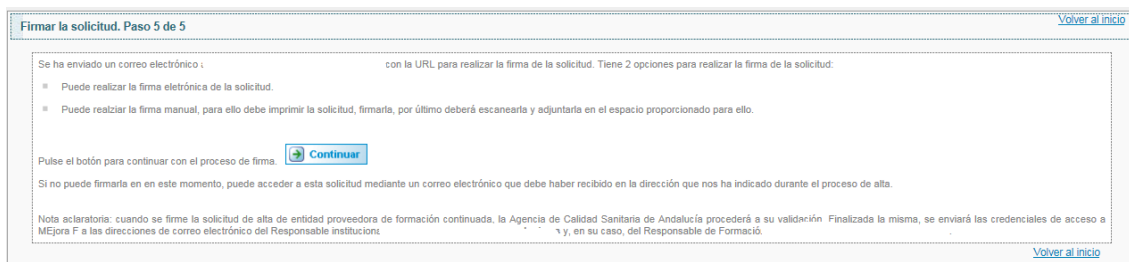 Volver al inicio
Firmar la solicitud. Paso 5 de 5
Se ha enviado un correo electrónico con la URL para realizar la firma de la solicitud. Tiene 2 opciones para realizar la firma de la solicitud:
Puede realizar la firma eletrónica de la solicitud.
Puede realziar la firma manual, para ello debe imprimir la solicitud, firmarla, por último deberá escanearla y adjuntarla en el espacio proporcionado para ello.
Pulse el botón para continuar con el proceso de firma. Continuar
Si no puede firmarla en en este momento, puede acceder a esta solicitud mediante un correo electrónico que debe haber recibido en la dirección que nos ha indicado durante el proceso de alta.
Nota aclaratoria: cuando se firme la solicitud de alta de entidad proveedora de formación continuada, la Agencia de Calidad Sanitaria de Andalucía procederá a su validación. Finalizada la misma, se enviará las credenciales de acceso a
MEjora F a las direcciones de correo electrónico del Responsable y, en su caso, del Responsable de
Volver al inicio